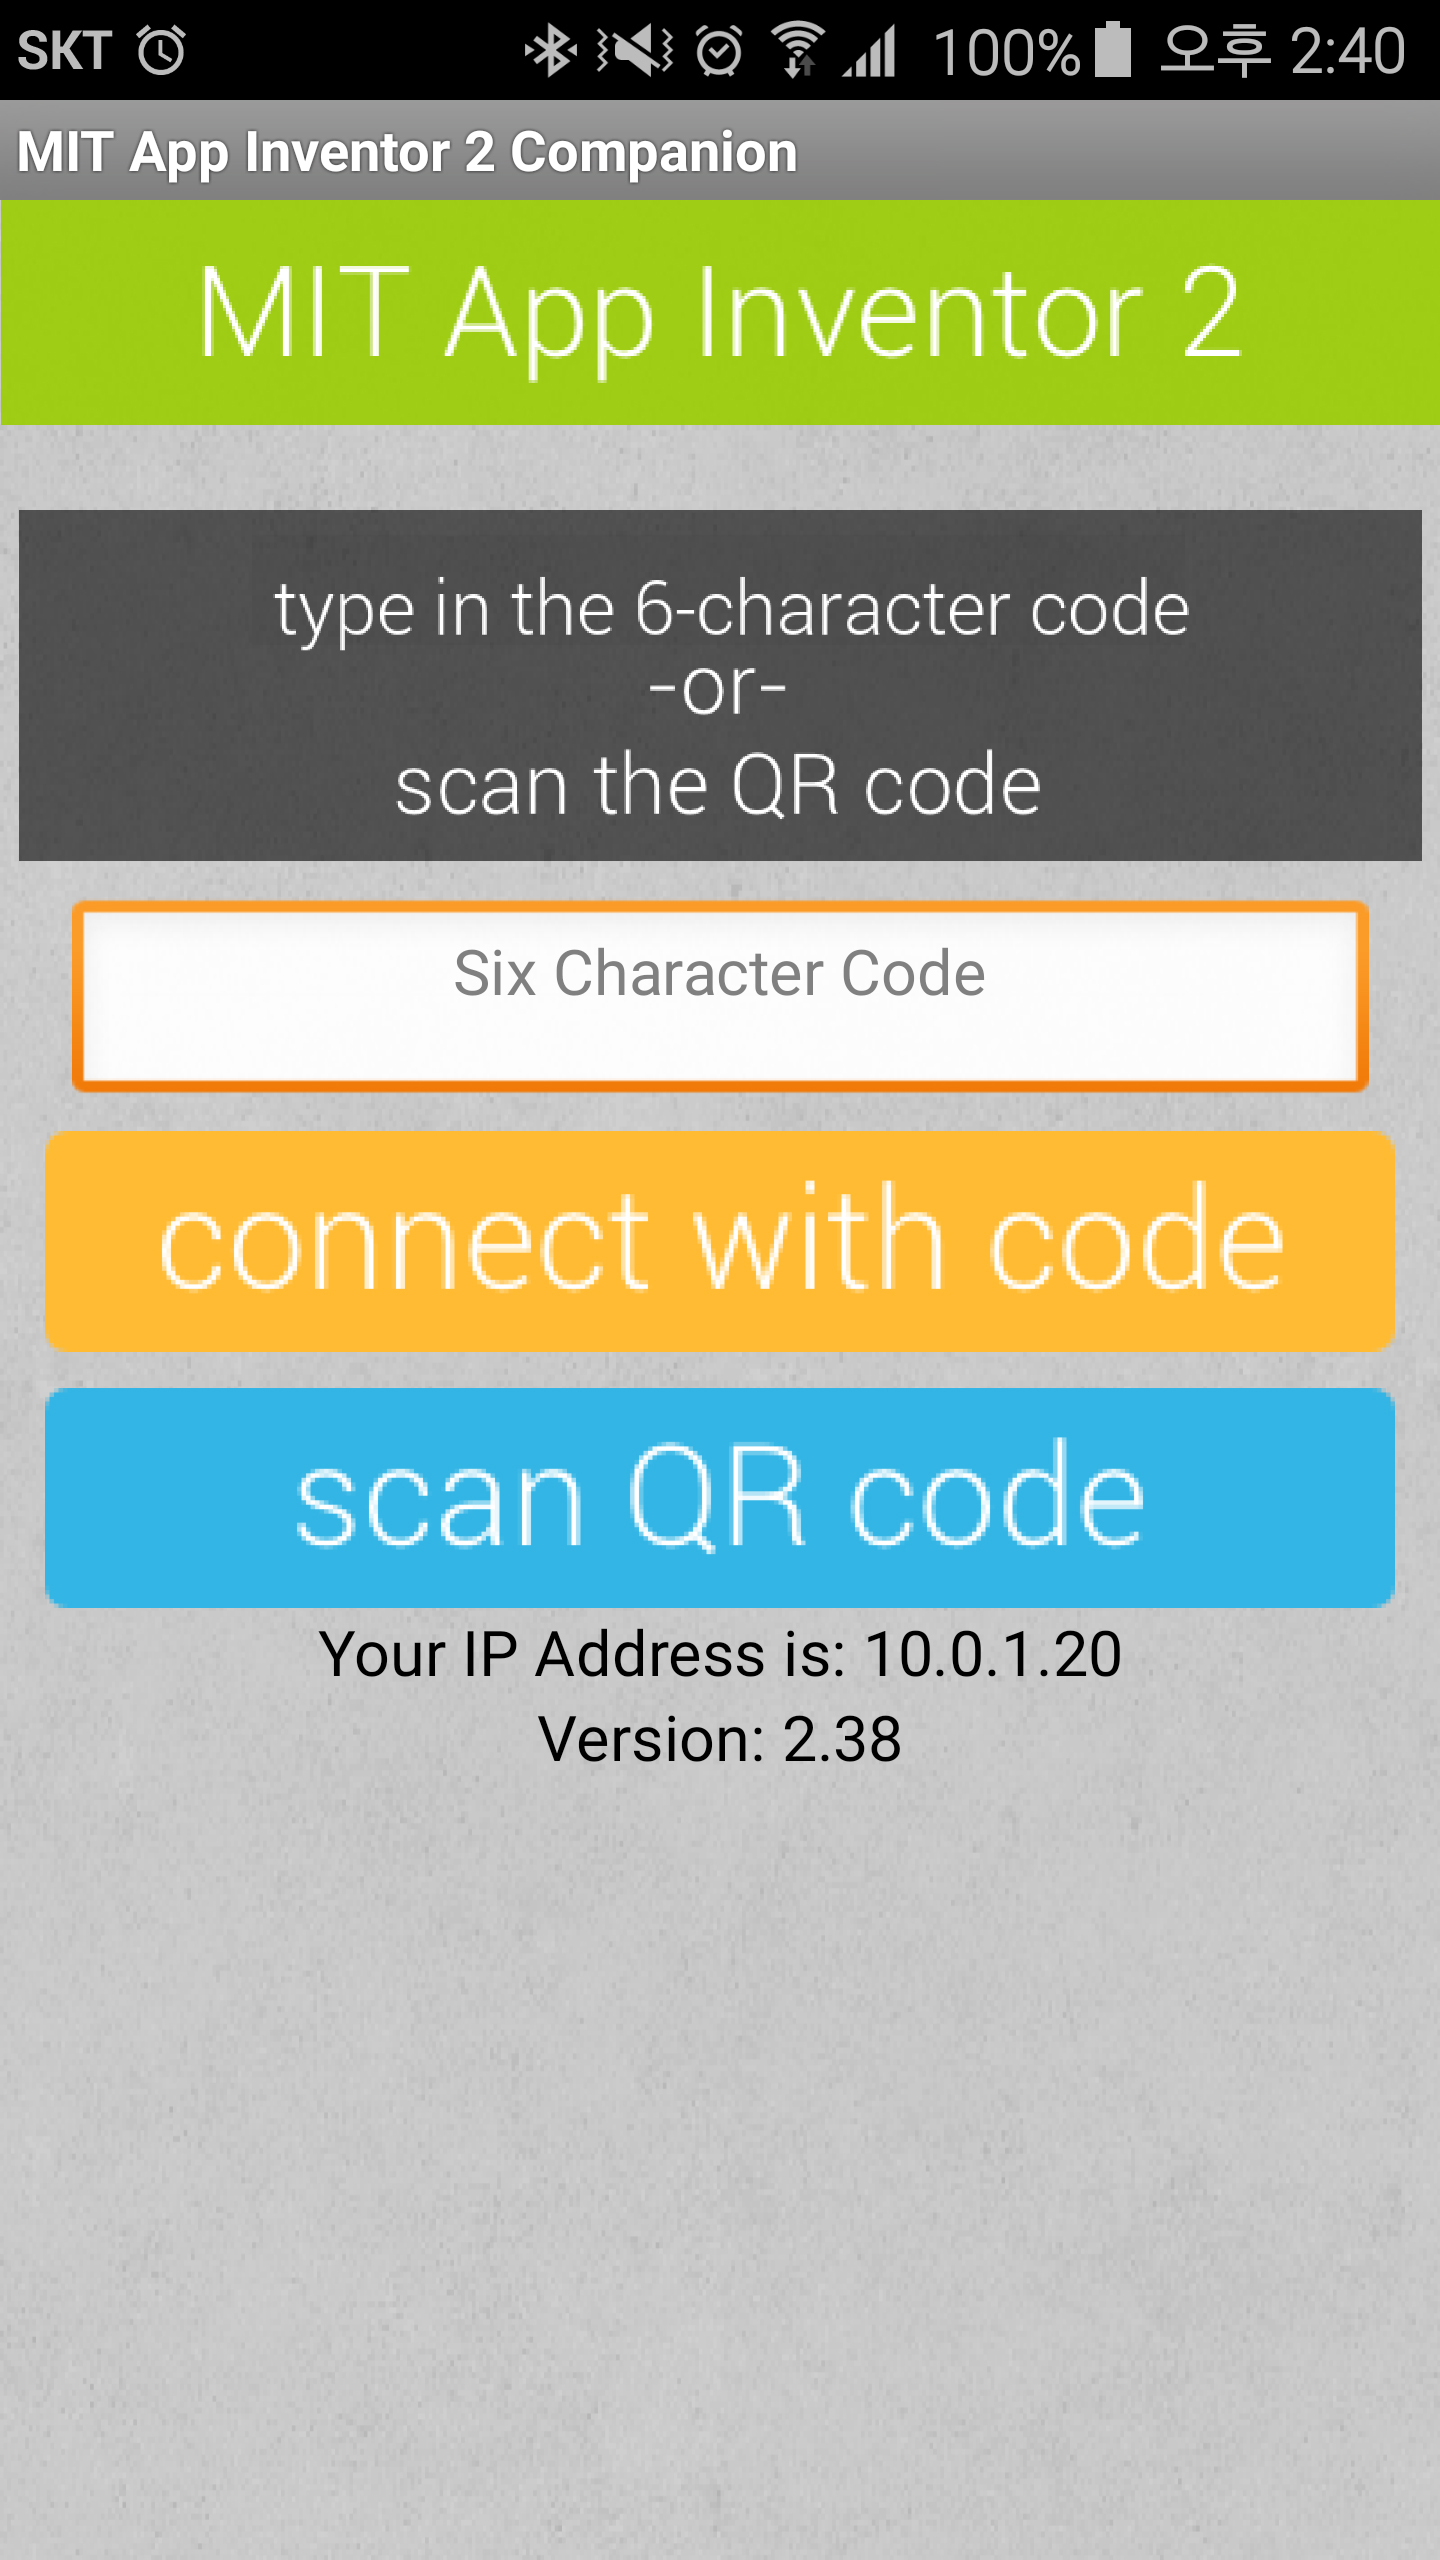 SKT 100% 오후 2:40
MIT App Inventor 2 Companion
MIT App Inventor 2
type in the 6-character code
-or-
scan the QR code
Six Character Code
connect with code
scan QR code
Your IP Address is: 10.0.1.20
Version: 2.38